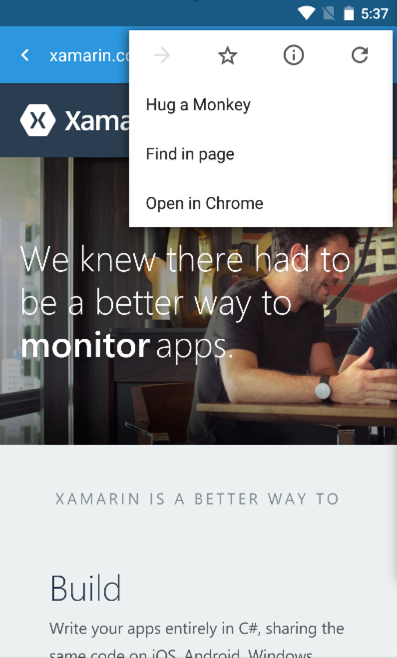 5:37
xamarin.co
Xama
Hug a Monkey
Find in page
Open in Chrome
We knew there had to
be a better way to
monitor apps.
XAMARIN IS A BETTER WAY TO
Build
Write your apps entirely in C#, sharing the
same code on iOS, Android, Windows